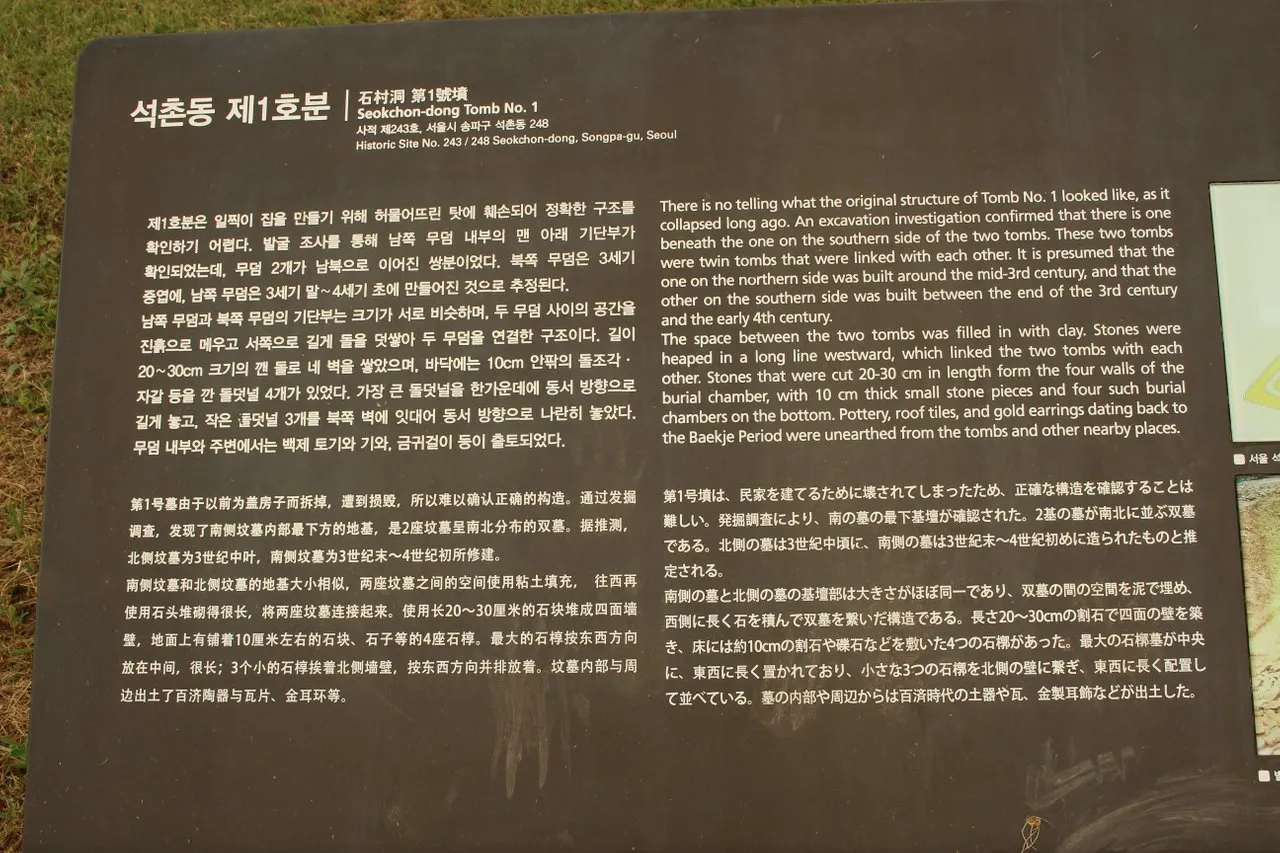 석촌동 제1호분
石村洞 第1號墳
Seokchon-dong Tomb No. 1
사적 제243호, 서울시 송파구 석촌동 248
Historic Site No. 243 / 248 Seokchon-dong, Songpa-gu, Seoul
제1호분은 일찍이 집을 만들기 위해 허물어뜨린 탓에 훼손되어 정확한 구조를
확인하기 어렵다. 발굴 조사를 통해 남쪽 무덤 내부의 맨 아래 기단부가
확인되었는데, 무덤 2개가 남북으로 이어진 쌍분이었다. 북쪽 무덤은 3세기
중엽에, 남쪽 무덤은 3세기 말~4세기 초에 만들어진 것으로 추정된다.
남쪽 무덤과 북쪽 무덤의 기단부는 크기가 서로 비슷하며, 두 무덤 사이의 공간을
진흙으로 메우고 서쪽으로 길게 돌을 덧쌓아 두 무덤을 연결한 구조이다. 길이
20~30cm 크기의 깬 돌로 네 벽을 쌓았으며, 바닥에는 10cm 안팎의 돌조각·
자갈 등을 깐 돌덧널 4개가 있었다. 가장 큰 돌덧널을 한가운데에 동서 방향으로
길게 놓고, 작은 돌덧널 3개를 북쪽 벽에 잇대어 동서 방향으로 나란히 놓았다.
무덤 내부와 주변에서는 백제 토기와 기와, 금귀걸이 등이 출토되었다.
There is no telling what the original structure of Tomb No. 1 looked like, as it
collapsed long ago. An excavation investigation confirmed that there is one
beneath the one on the southern side of the two tombs. These two tombs
were twin tombs that were linked with each other. It is presumed that the
one on the northern side was built around the mid-3rd century, and that the
other on the southern side was built between the end of the 3rd century
and the early 4th century.
The space between the two tombs was filled in with clay. Stones were
heaped in a long line westward, which linked the two tombs with each
other. Stones that were cut 20-30 cm in length form the four walls of the
burial chamber, with 10 cm thick small stone pieces and four such burial
chambers on the bottom. Pottery, roof tiles, and gold earrings dating back to
the Baekje Period were unearthed from the tombs and other nearby places.
第1号墓由于以前为盖房子而拆掉，遭到损毁，所以难以确认正确的构造。通过发掘
调查，发现了南侧坟墓内部最下方的地基，是2座坟墓呈南北分布的双墓。据推测，
北侧坟墓为3世纪中叶，南侧坟墓为3世纪末～4世纪初所修建。
南侧坟墓和北侧坟墓的地基大小相似，两座坟墓之间的空间使用粘土填充， 往西再
使用石头堆砌得很长，将两座坟墓连接起来。使用长20～30厘米的石块堆成四面墙
壁，地面上有铺着10厘米左右的石块、石子等的4座石椁。最大的石椁按东西方向
放在中间，很长；3个小的石椁挨着北侧墙壁，按东西方向并排放着。坟墓内部与周
边出土了百济陶器与瓦片、金耳环等。
第1号墳は、民家を建てるために壊されてしまったため、正確な構造を確認することは
難しい。発掘調査により、南の墓の最下基壇が確認された。2基の墓が南北に並ぶ双墓
である。北側の墓は3世紀中頃に、南側の墓は3世紀末～4世紀初めに造られたものと推
定される。
南側の墓と北側の墓の基壇部は大きさがほぼ同一であり、双墓の間の空間を泥で埋め、
西側に長く石を積んで双墓を繋いだ構造である。長さ20～30cmの割石で四面の壁を築
き、床には約10cmの割石や礫石などを敷いた4つの石槨があった。最大の石槨墓が中央
に、東西に長く置かれており、小さな3つの石槨を北側の壁に繋ぎ、東西に長く配置し
て並べている。墓の内部や周辺からは百済時代の土器や瓦、金製耳飾などが出土した。
서울 석